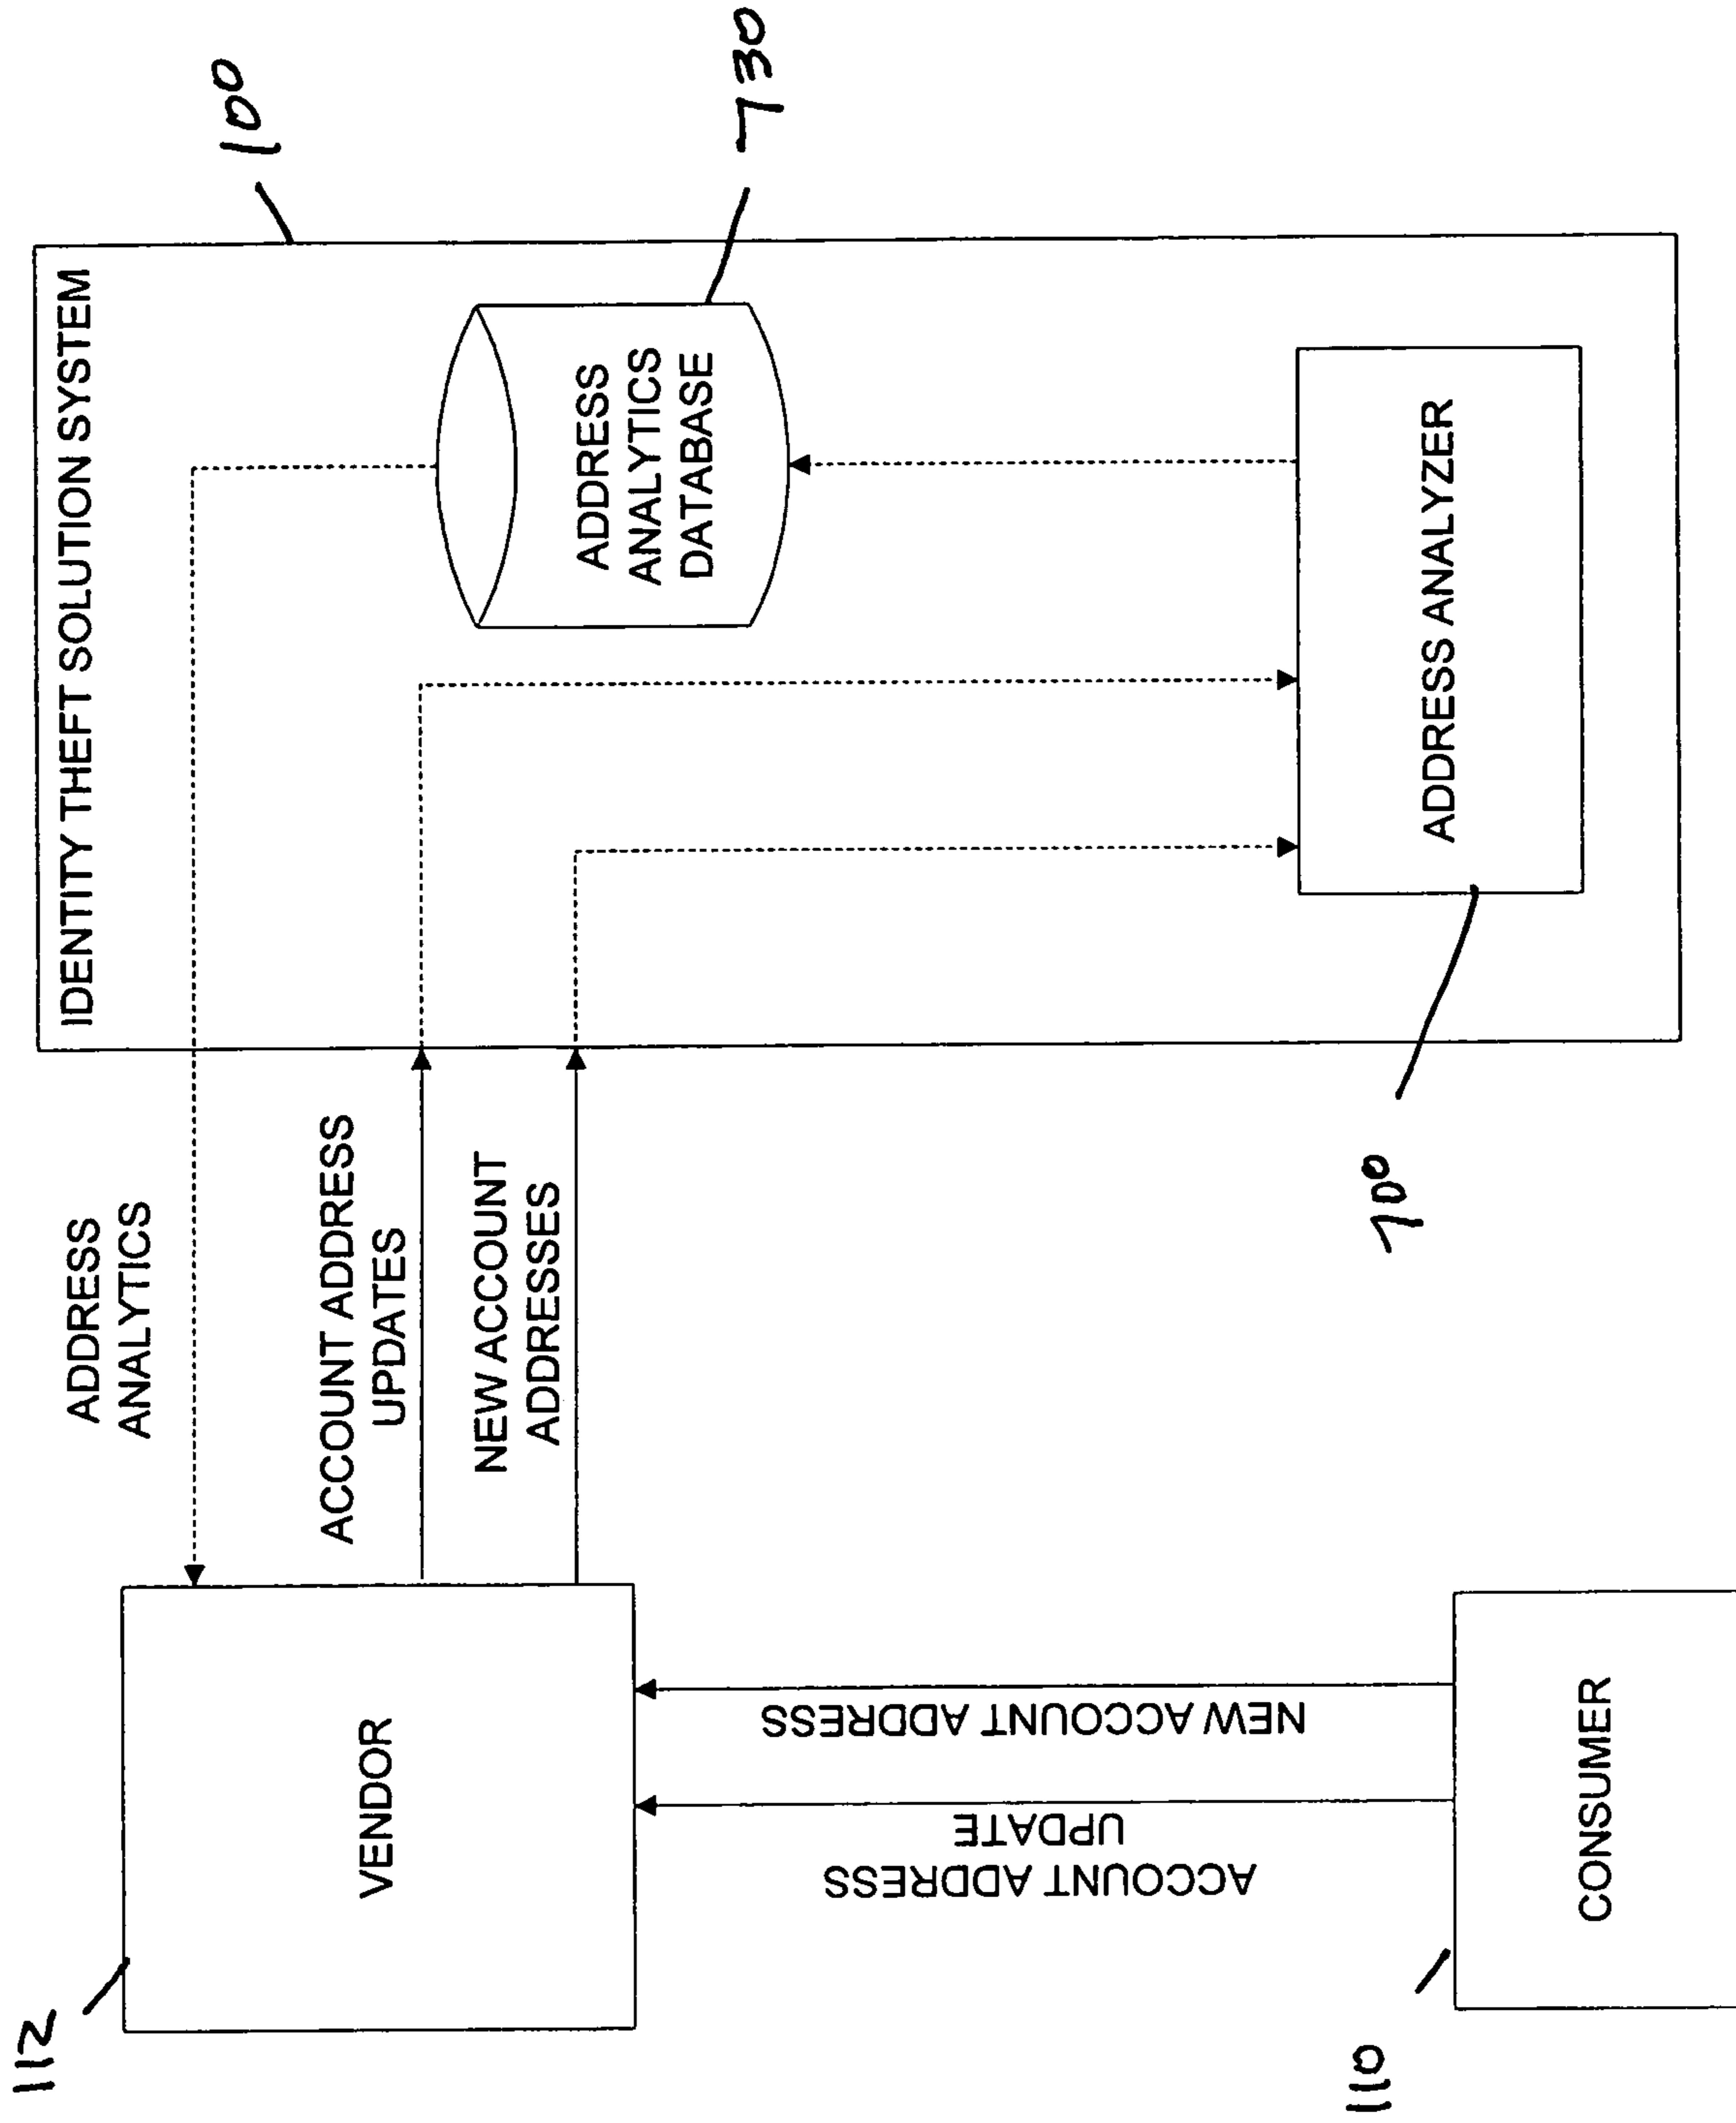 IDENTITY THEFT SOLUTION SYSTEM
100
ADDRESS
ANALYTICS
ACCOUNT ADDRESS
UPDATES
NEW ACCOUNT
ADDRESSES
ADDRESS
ANALYTICS
DATABASE
730
112
VENDOR
ACCOUNT ADDRESS
UPDATE
NEW ACCOUNT ADDRESS
700
ADDRESS ANALYZER
110
CONSUMER